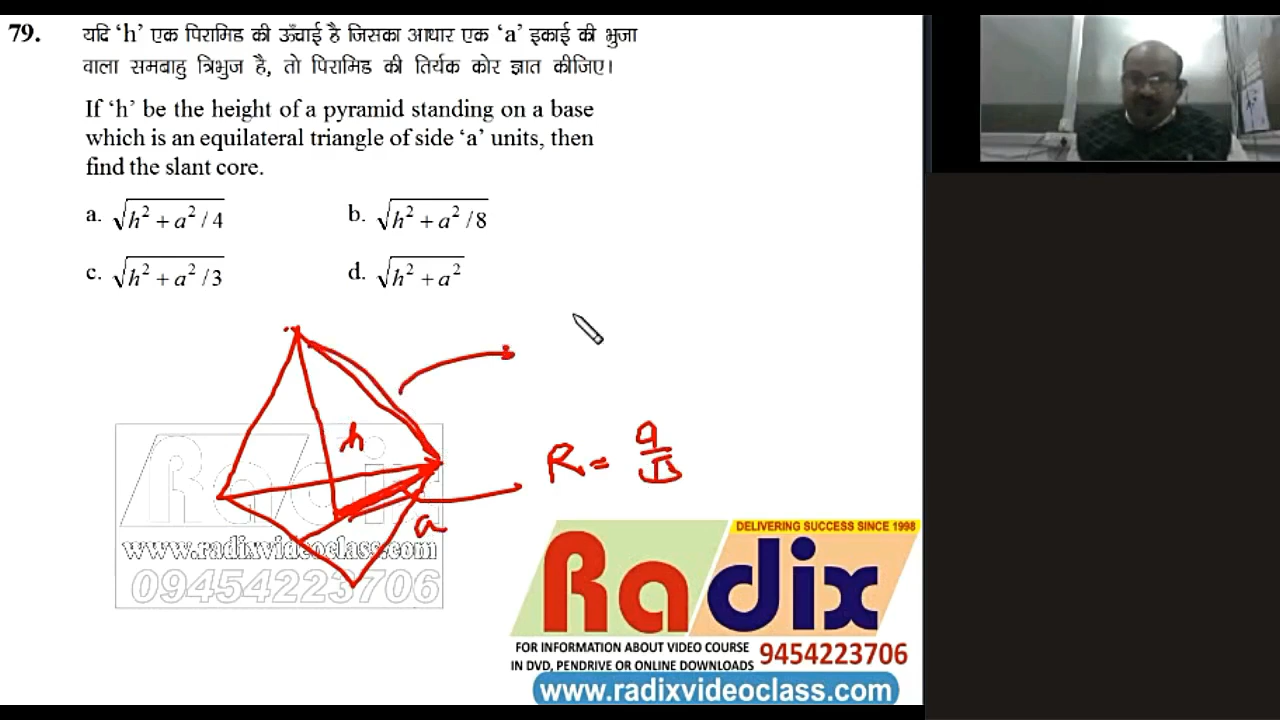 79. यदि 'h' एक पिरामिड की ऊँचाई है जिसका आधार एक 'a' इकाई की भुजा
वाला समबाहु त्रिभुज है, तो पिरामिड की तिर्यक कोर ज्ञात कीजिए।
If 'h' be the height of a pyramid standing on a base
which is an equilateral triangle of side 'a' units, then
find the slant core.
a. √(h² + a² / 4) b. √(h² + a² / 8)
c. √(h² + a² / 3) d. √(h² + a²)
h
R = a/√3
a
Radix
www.radixvideoclass.com
09454223706
DELIVERING SUCCESS SINCE 1998
Radix
FOR INFORMATION ABOUT VIDEO COURSE
IN DVD, PENDRIVE OR ONLINE DOWNLOADS 9454223706
www.radixvideoclass.com